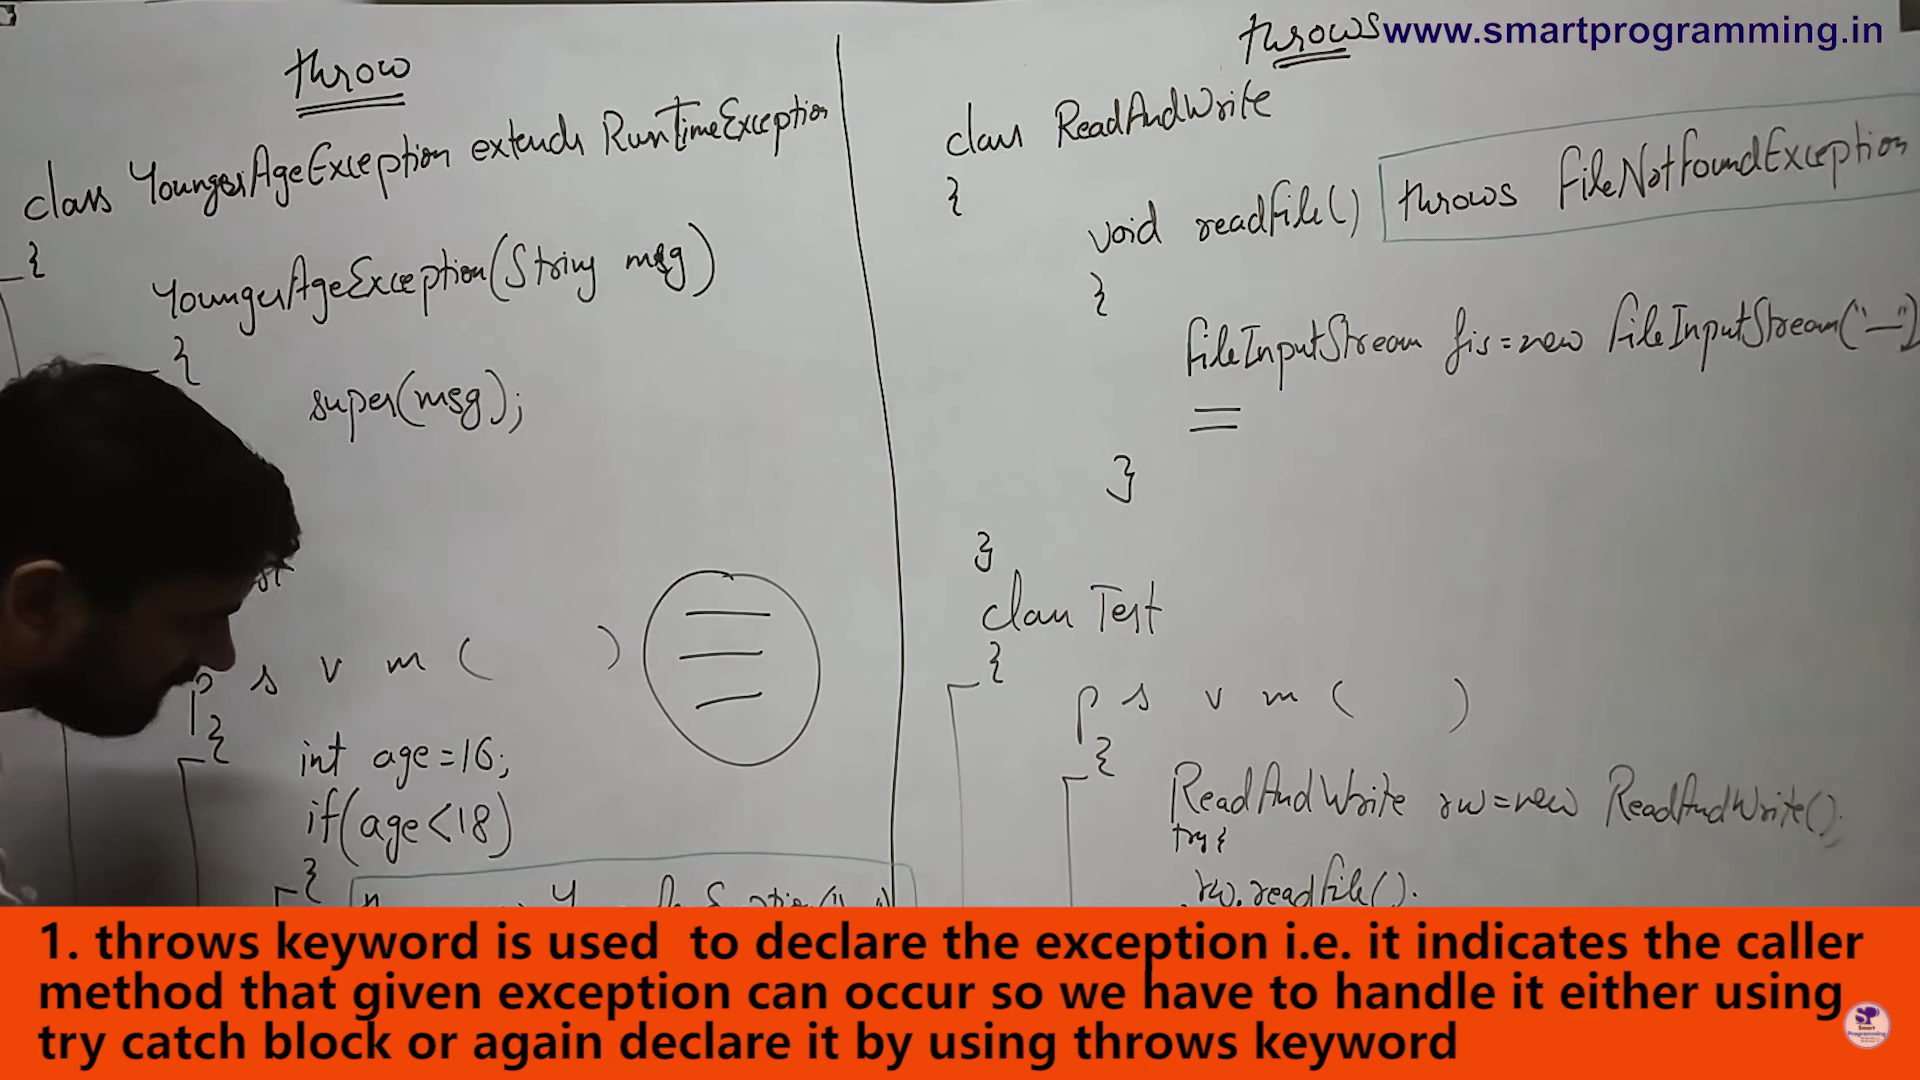 throw
class YoungerAgeException extends RunTimeException
{
YoungerAgeException(String msg)
{
super(msg);
p s v m ( )
{
int age=16;
if(age<18)
{
throws
www.smartprogramming.in
class ReadAndWrite
{
void readFile() throws FileNotFoundException
{
FileInputStream fis=new FileInputStream("—")
}
}
class Test
{
p s v m ( )
{
ReadAndWrite rw=new ReadAndWrite();
try{
rw.readFile();
1. throws keyword is used to declare the exception i.e. it indicates the caller
method that given exception can occur so we have to handle it either using
try catch block or again declare it by using throws keyword
SP
Smart
Programming